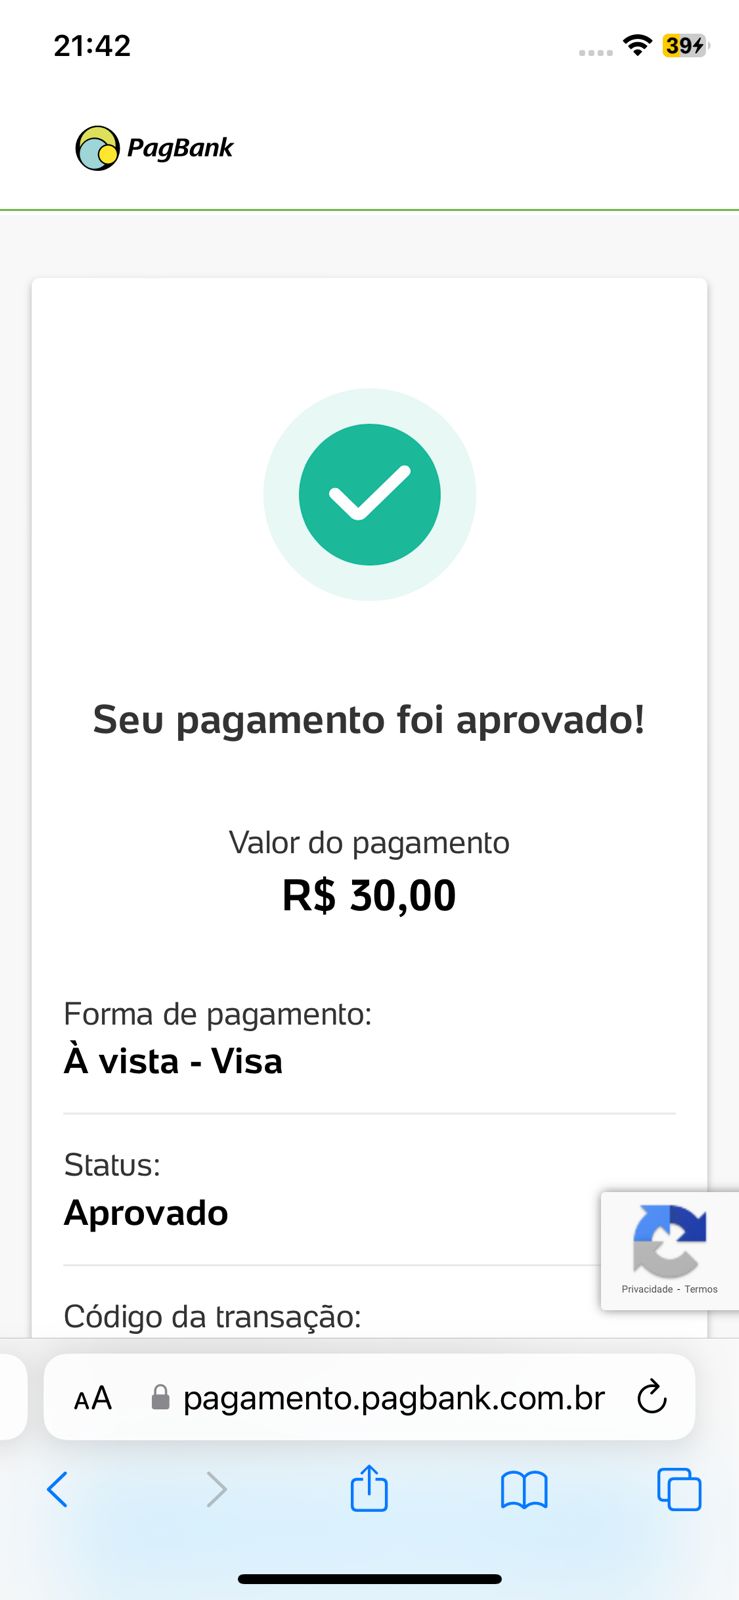 21:42
39
PagBank
Seu pagamento foi aprovado!
Valor do pagamento
R$ 30,00
Forma de pagamento:
À vista - Visa
Status:
Aprovado
Privacidade - Termos
Código da transação:
AA pagamento.pagbank.com.br